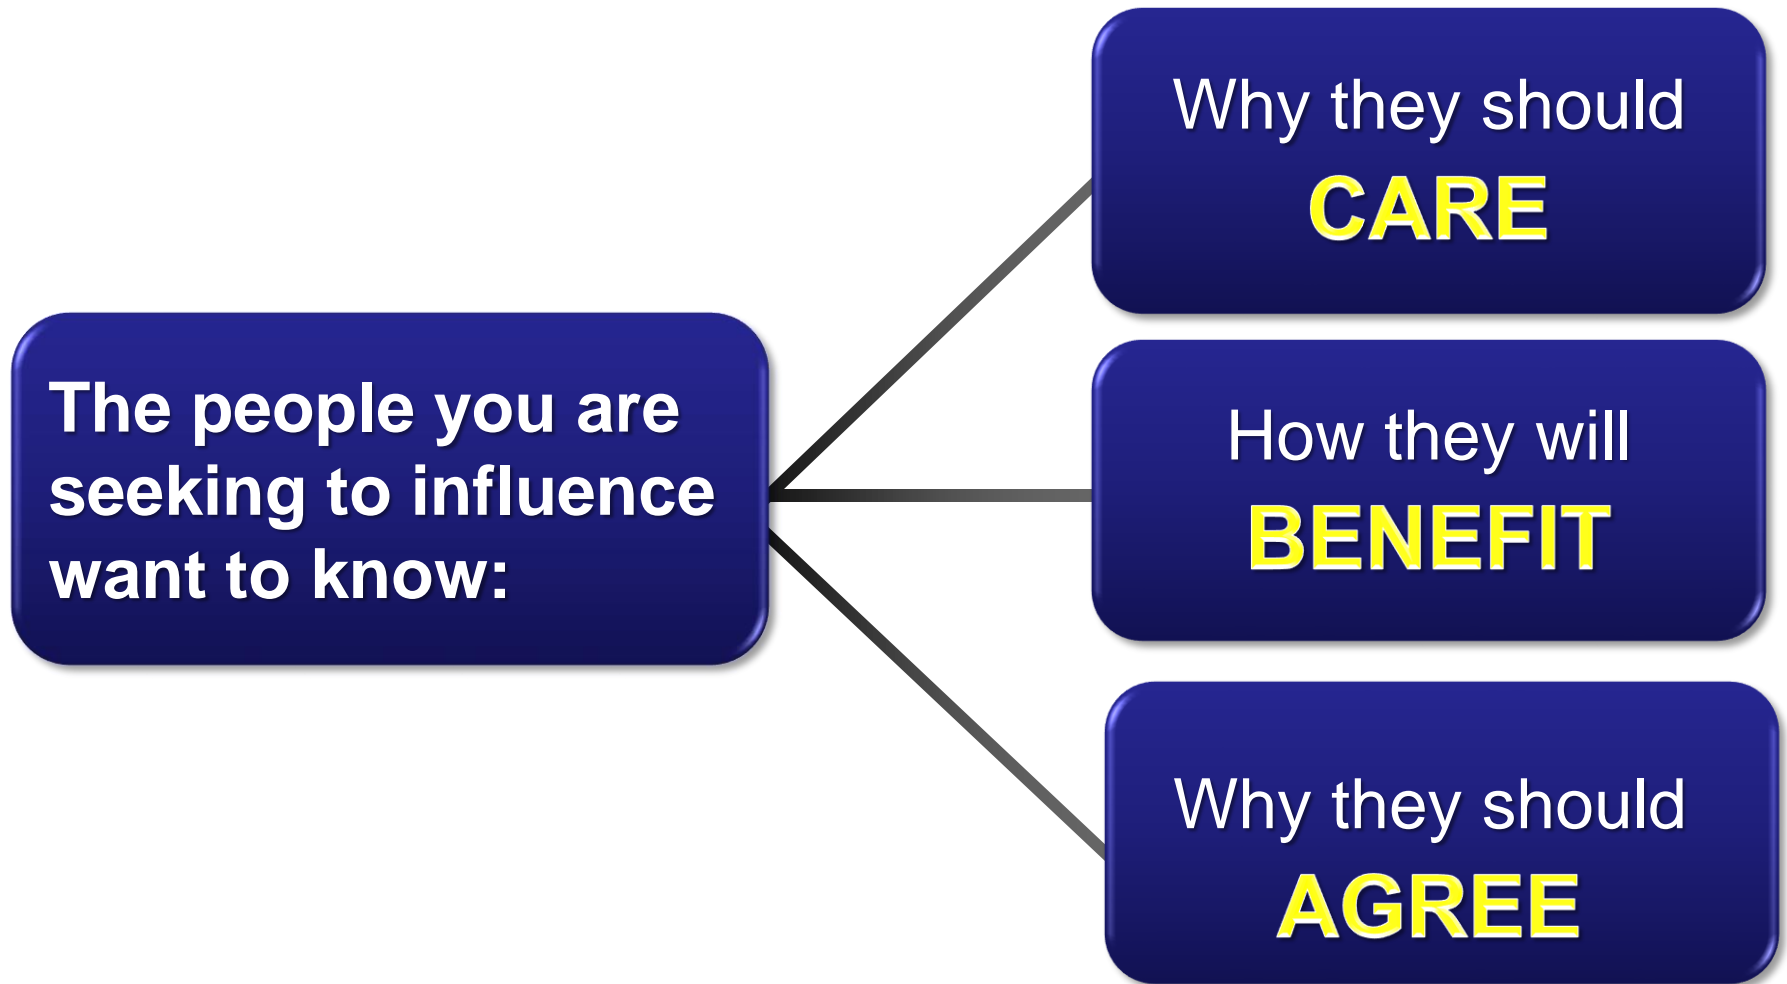 The people you are
seeking to influence
want to know:
Why they should
CARE
How they will
BENEFIT
Why they should
AGREE